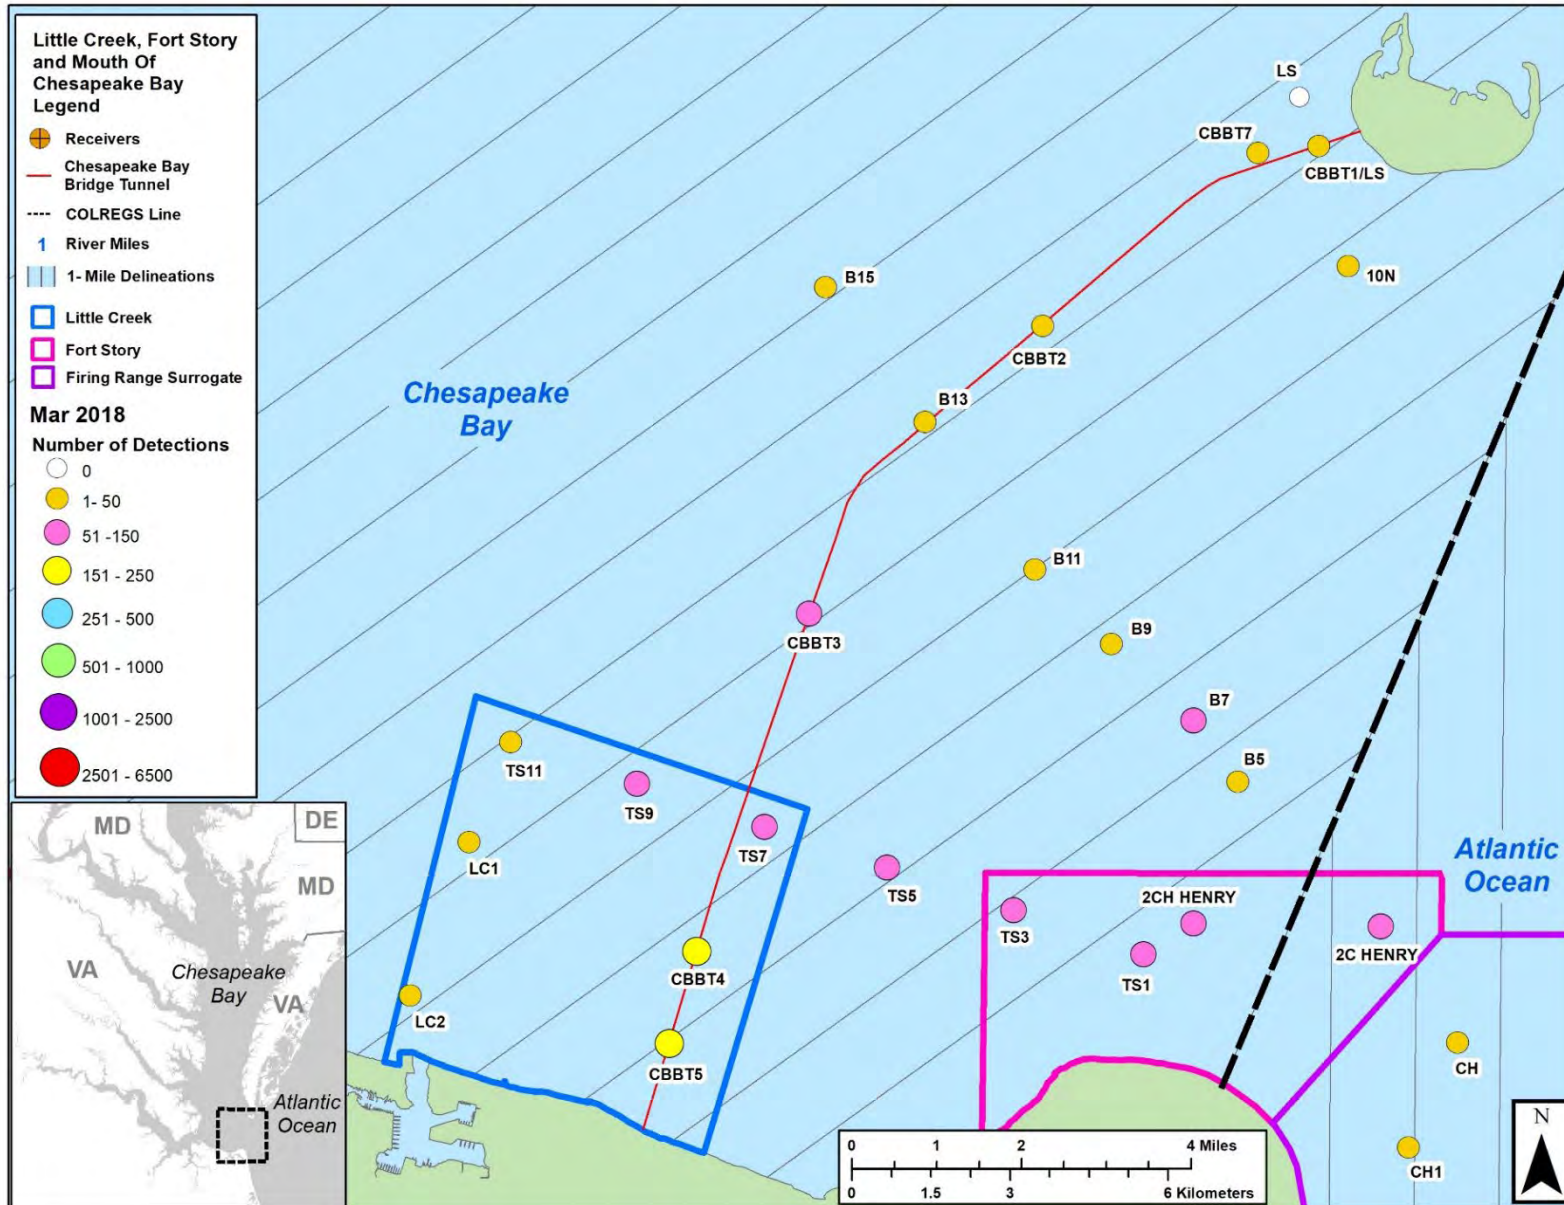 Little Creek, Fort Story
and Mouth Of
Chesapeake Bay
Legend
Receivers
Chesapeake Bay
Bridge Tunnel
COLREGS Line
1 River Miles
1- Mile Delineations
Little Creek
Fort Story
Firing Range Surrogate
Mar 2018
Number of Detections
0
1- 50
51 -150
151 - 250
251 - 500
501 - 1000
1001 - 2500
2501 - 6500
LS
CBBT7
CBBT1/LS
10N
B15
CBBT2
Chesapeake
Bay
B13
B11
CBBT3
B9
B7
B5
TS11
TS9
TS7
LC1
TS5
Atlantic
Ocean
TS3
2CH HENRY
2C HENRY
TS1
CBBT4
LC2
CBBT5
CH
CH1
MD
DE
MD
VA
Chesapeake
Bay
VA
Atlantic
Ocean
0 1 2 4 Miles
0 1.5 3 6 Kilometers
N